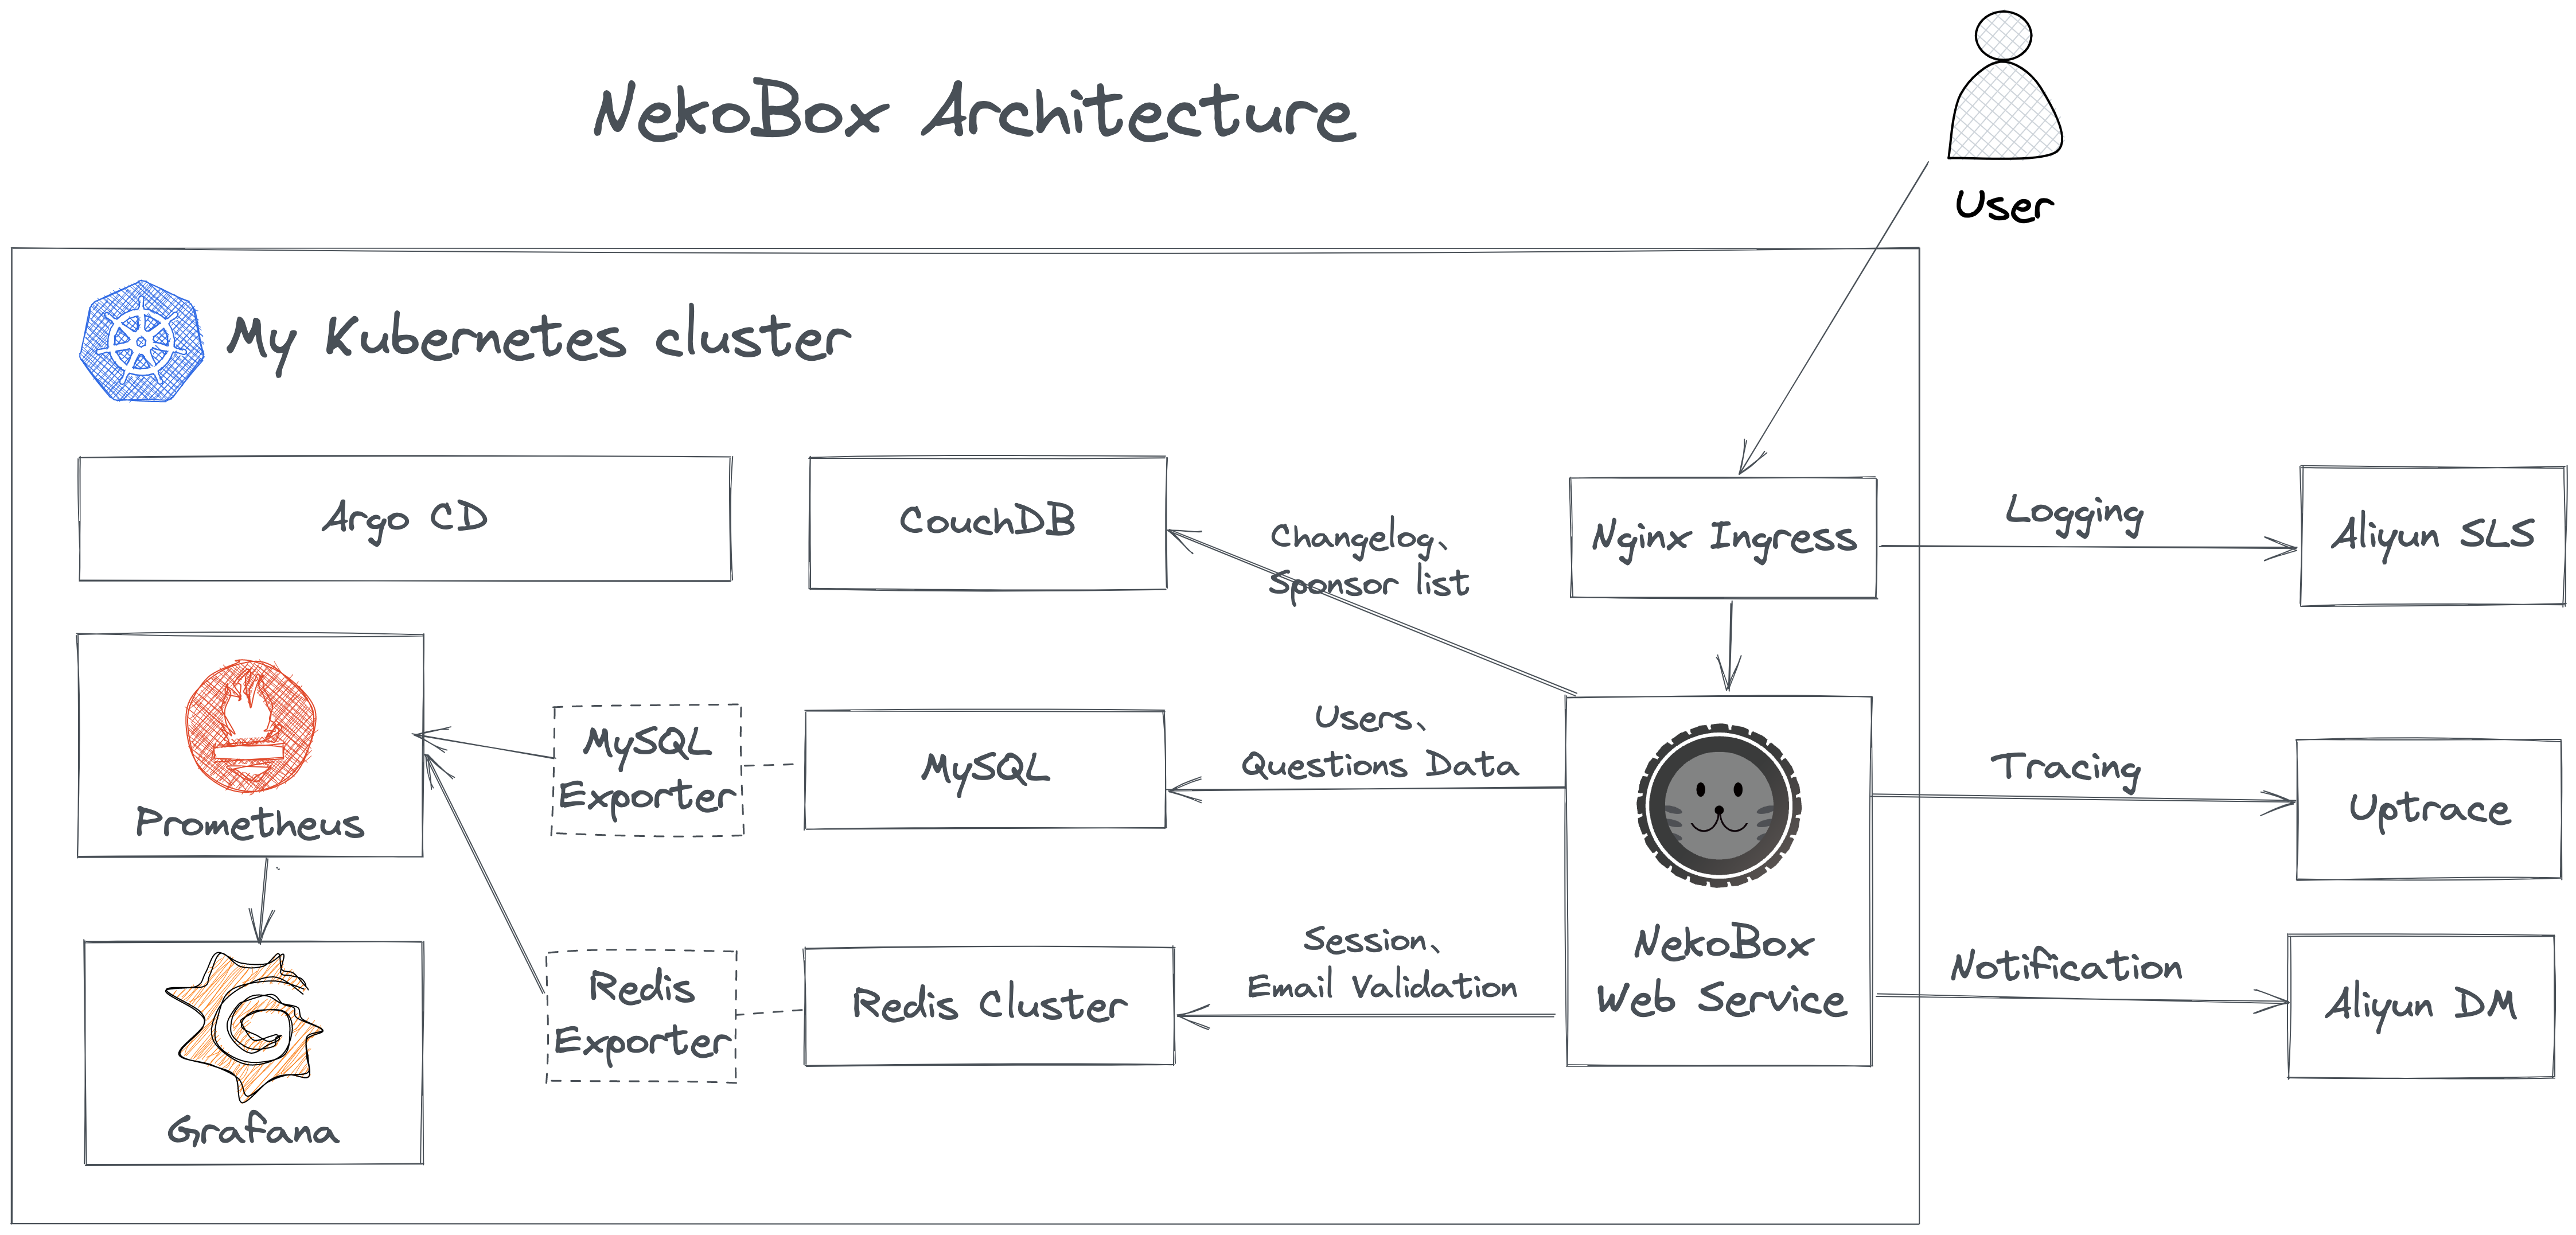 NekoBox Architecture
User
My Kubernetes cluster
Argo CD
CouchDB
Changelog、
Sponsor list
Nginx Ingress
Logging
Aliyun SLS
Prometheus
MySQL
Exporter
MySQL
Users、
Questions Data
NekoBox
Web Service
Tracing
Uptrace
Grafana
Redis
Exporter
Redis Cluster
Session、
Email Validation
Notification
Aliyun DM